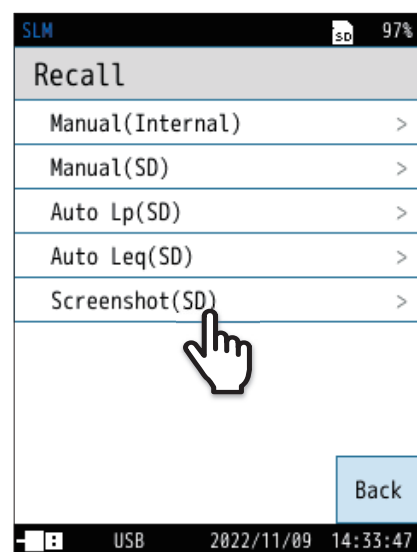 SLM SD 97%
Recall
Manual(Internal) >
Manual(SD) >
Auto Lp(SD) >
Auto Leq(SD) >
Screenshot(SD) >
Back
USB 2022/11/09 14:33:47